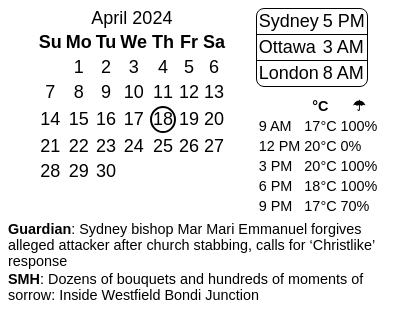 April 2024
Su Mo Tu We Th Fr Sa
1 2 3 4 5 6
7 8 9 10 11 12 13
14 15 16 17 18 19 20
21 22 23 24 25 26 27
28 29 30
Sydney 5 PM
Ottawa 3 AM
London 8 AM
°C ☂
9 AM 17°C 100%
12 PM 20°C 0%
3 PM 20°C 100%
6 PM 18°C 100%
9 PM 17°C 70%
Guardian: Sydney bishop Mar Mari Emmanuel forgives
alleged attacker after church stabbing, calls for ‘Christlike’
response
SMH: Dozens of bouquets and hundreds of moments of
sorrow: Inside Westfield Bondi Junction